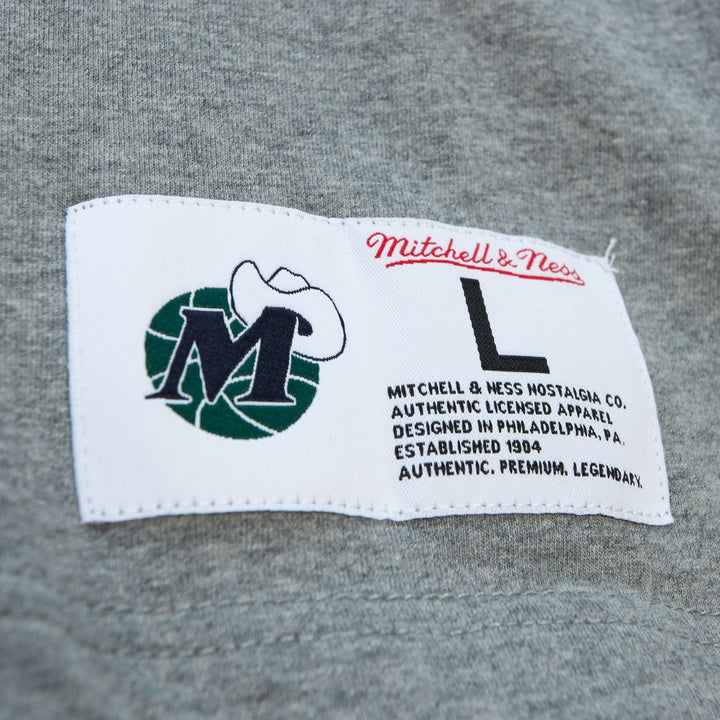 M
Mitchell & Ness
L
MITCHELL & NESS NOSTALGIA CO.
AUTHENTIC LICENSED APPAREL
DESIGNED IN PHILADELPHIA, PA.
ESTABLISHED 1904
AUTHENTIC. PREMIUM. LEGENDARY.